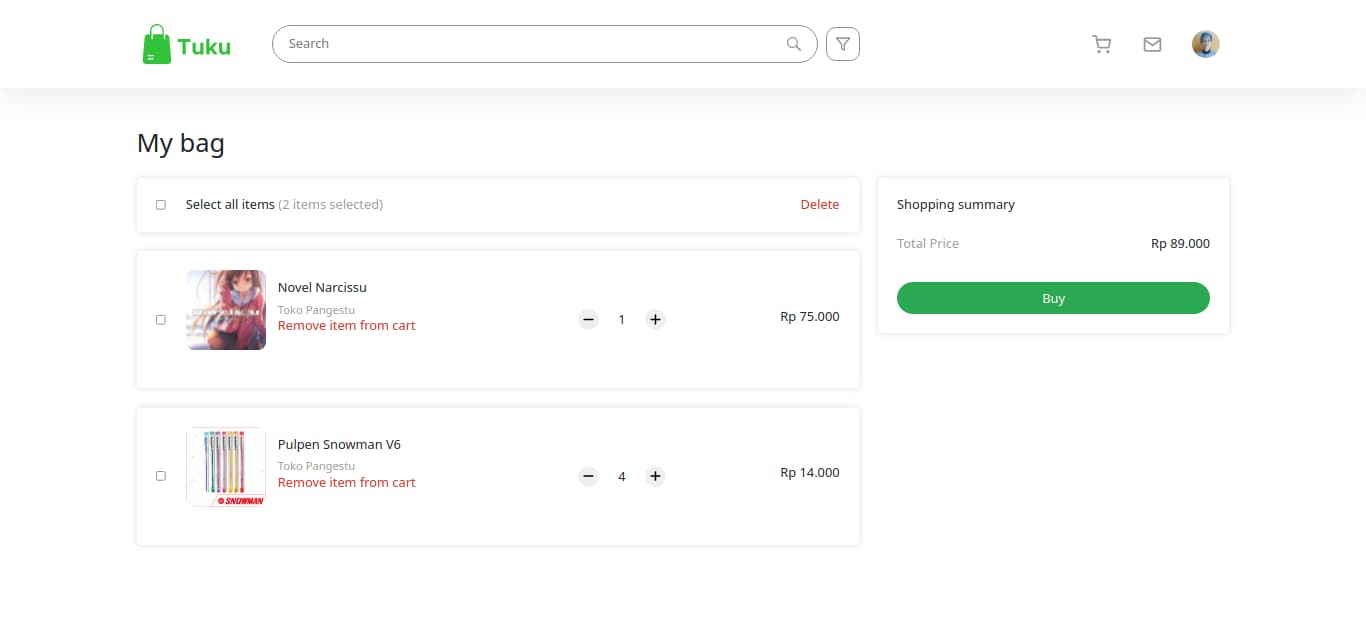 Tuku
Search
My bag
Select all items (2 items selected)
Delete
Novel Narcissu
Toko Pangestu
Remove item from cart
1
Rp 75.000
Pulpen Snowman V6
Toko Pangestu
Remove item from cart
SNOWMAN
4
Rp 14.000
Shopping summary
Total Price
Rp 89.000
Buy